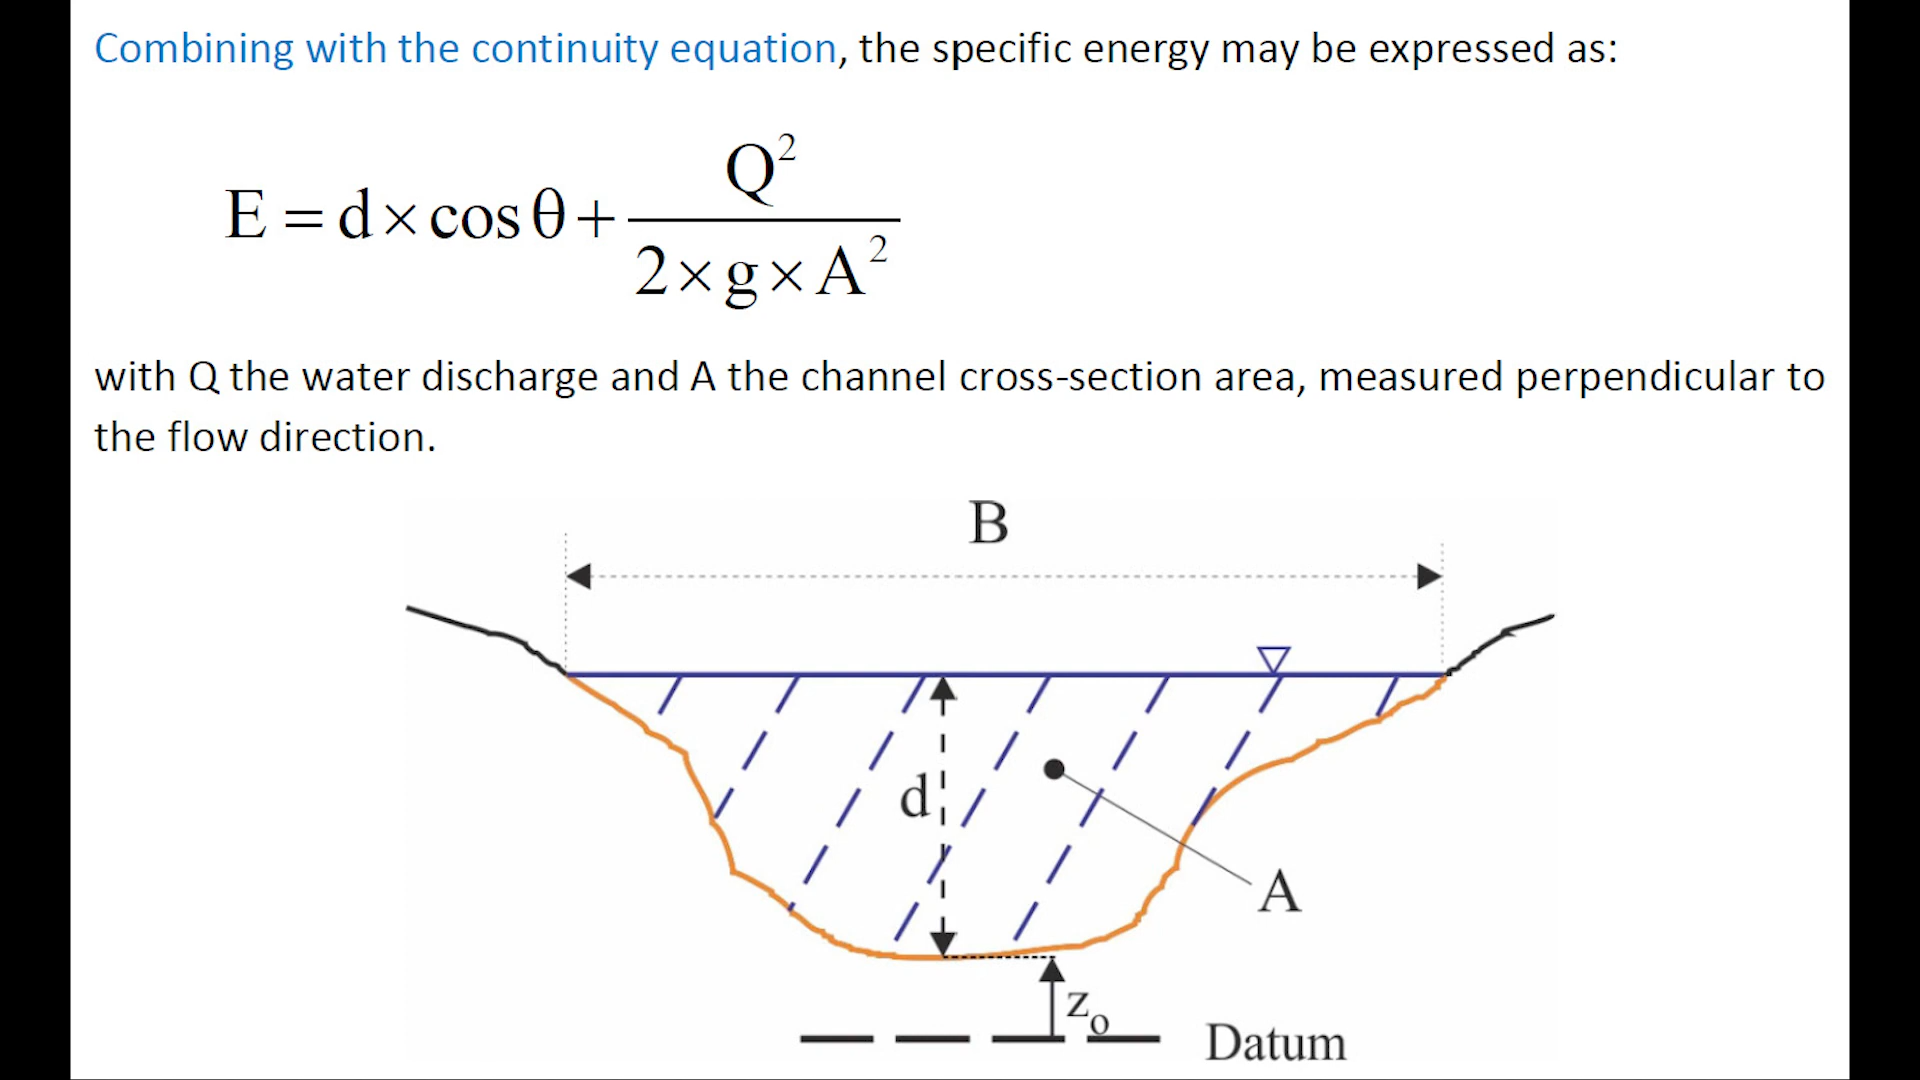 Combining with the continuity equation, the specific energy may be expressed as:
E = d × cos θ + Q² / (2 × g × A²)
with Q the water discharge and A the channel cross-section area, measured perpendicular to
the flow direction.
B
d
A
z₀
Datum